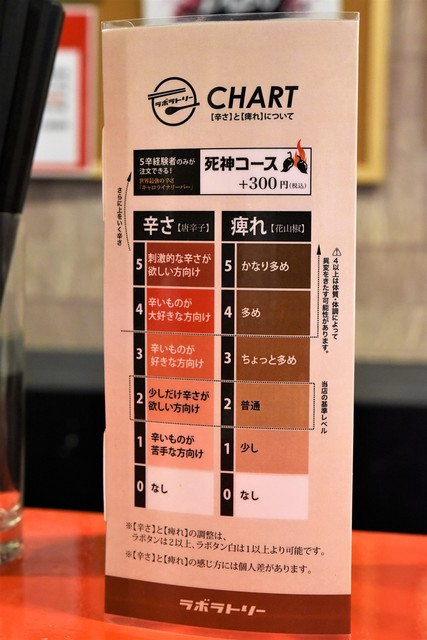 ラボラトリー
CHART
【辛さ】と【痺れ】について
5辛経験者のみが
注文できる!
世界最強の辛さ
「キャロライナリーパー」
死神コース
+300円(税込)
さらに上をいく辛さ
辛さ【唐辛子】
5 刺激的な辛さが
欲しい方向け
4 辛いものが
大好きな方向け
3 辛いものが
好きな方向け
2 少しだけ辛さが
欲しい方向け
1 辛いものが
苦手な方向け
0 なし
痺れ【花山椒】
5 かなり多め
4 多め
3 ちょっと多め
2 普通
1 少し
0 なし
⚠4以上は体質・体調によって
異変をきたす可能性があります。
当店の基準レベル
※【辛さ】と【痺れ】の調整は、
ラボタンは2以上、ラボタン白は1以上より可能です。
※【辛さ】と【痺れ】の感じ方には個人差があります。
ラボラトリー